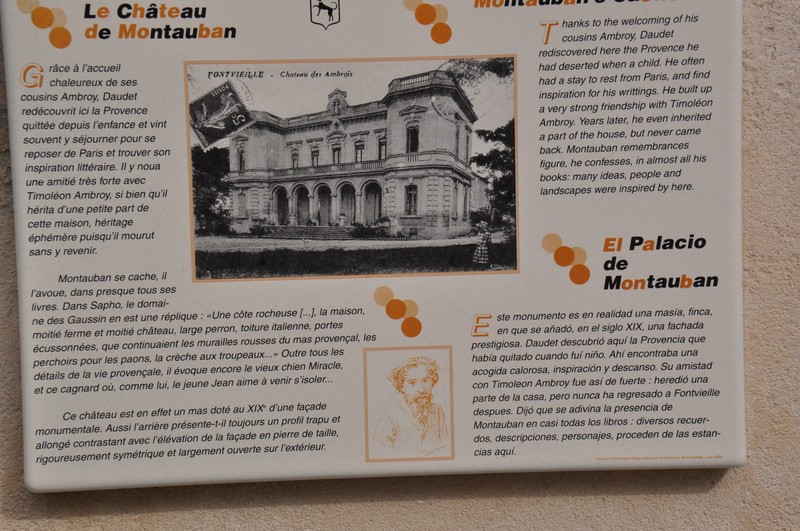 Le Château
de Montauban
Grâce à l'accueil
chaleureux de ses
cousins Ambroy, Daudet
redécouvrit ici la Provence
quittée depuis l'enfance et vint
souvent y séjourner pour se
reposer de Paris et trouver son
inspiration littéraire. Il y noua
une amitié très forte avec
Timoléon Ambroy, si bien qu'il
hérita d'une petite part de
cette maison, héritage
éphémère puisqu'il mourut
sans y revenir.
Montauban se cache, il
l'avoue, dans presque tous ses
livres. Dans Sapho, le domai-
ne des Gaussin en est une réplique : «Une côte rocheuse [...], la maison,
moitié ferme et moitié château, large perron, toiture italienne, portes
écussonnées, que continuaient les murailles rousses du mas provençal, les
perchoirs pour les paons, la crèche aux troupeaux...» Outre tous les
détails de la vie provençale, il évoque encore le vieux chien Miracle,
et ce cagnard où, comme lui, le jeune Jean aime à venir s'isoler...
Ce château est en effet un mas doté au XIXe d'une façade
monumentale. Aussi l'arrière présente-t-il toujours un profil trapu et
allongé contrastant avec l'élévation de la façade en pierre de taille,
rigoureusement symétrique et largement ouverte sur l'extérieur.
FONTVIEILLE - Chateau des Ambrois
Thanks to the welcoming of his
cousins Ambroy, Daudet
rediscovered here the Provence he
had deserted when a child. He often
had a stay to rest from Paris, and find
inspiration for his writtings. He built up
a very strong friendship with Timoléon
Ambroy. Years later, he even inherited
a part of the house, but never came
back. Montauban remembrances
figure, he confesses, in almost all his
books: many ideas, people and
landscapes were inspired by here.
El Palacio
de
Montauban
Este monumento es en realidad una masía, finca,
en que se añadó, en el siglo XIX, una fachada
prestigiosa. Daudet descubrió aquí la Provencia que
había quitado cuando fuí niño. Ahí encontraba una
acogida calorosa, inspiración y descanso. Su amistad
con Timoleon Ambroy fue así de fuerte : heredió una
parte de la casa, pero nunca ha regresado a Fontvieille
despues. Dijó que se adivina la presencia de
Montauban en casi todas los libros : diversos recuer-
dos, descripciones, personajes, proceden de las estan-
cias aquí.